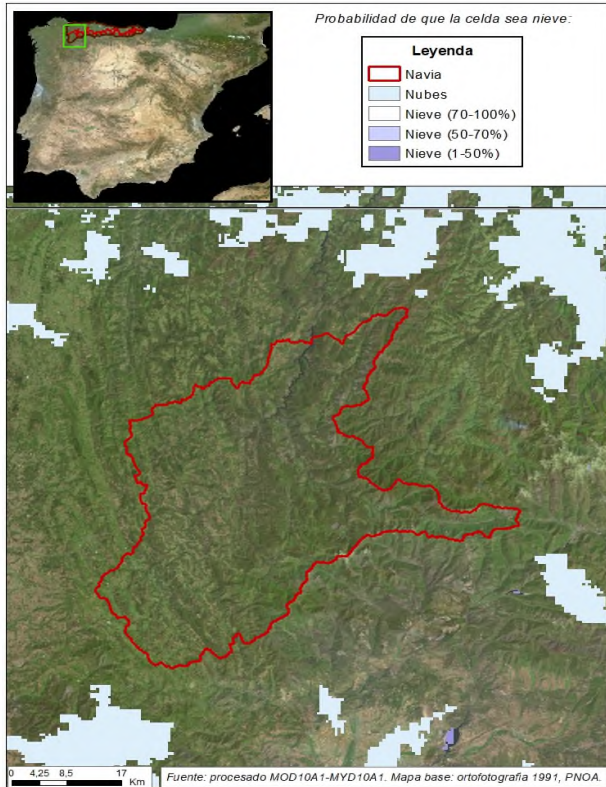 Probabilidad de que la celda sea nieve:
Leyenda
Navia
Nubes
Nieve (70-100%)
Nieve (50-70%)
Nieve (1-50%)
0 4,25 8,5 17
Km
Fuente: procesado MOD10A1-MYD10A1. Mapa base: ortofotografia 1991, PNOA.